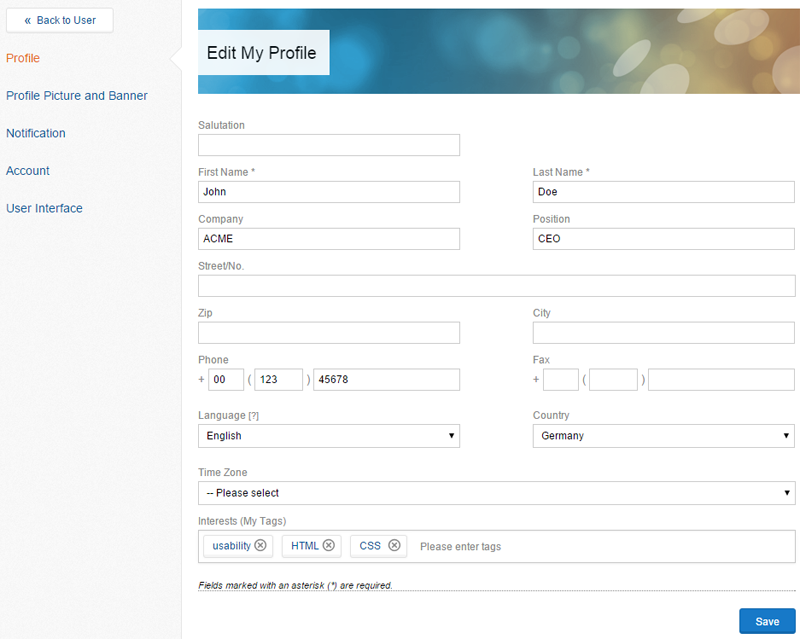 « Back to User
Profile
Profile Picture and Banner
Notification
Account
User Interface
Edit My Profile
Salutation
First Name * Last Name *
John Doe
Company Position
ACME CEO
Street/No.
Zip City
Phone Fax
+ 00 ( 123 ) 45678 + ( )
Language [?] Country
English Germany
Time Zone
-- Please select
Interests (My Tags)
usability HTML CSS Please enter tags
Fields marked with an asterisk (*) are required.
Save